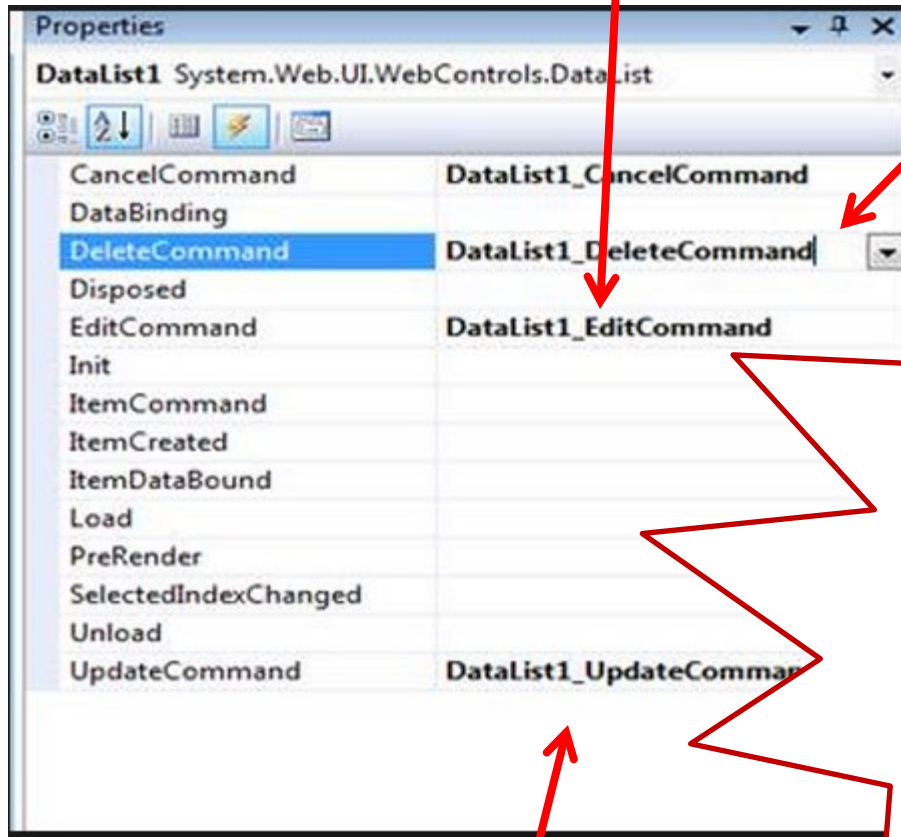 Properties
DataList1 System.Web.UI.WebControls.DataList
CancelCommand DataList1_CancelCommand
DataBinding
DeleteCommand DataList1_DeleteCommand
Disposed
EditCommand DataList1_EditCommand
Init
ItemCommand
ItemCreated
ItemDataBound
Load
PreRender
SelectedIndexChanged
Unload
UpdateCommand DataList1_UpdateComman